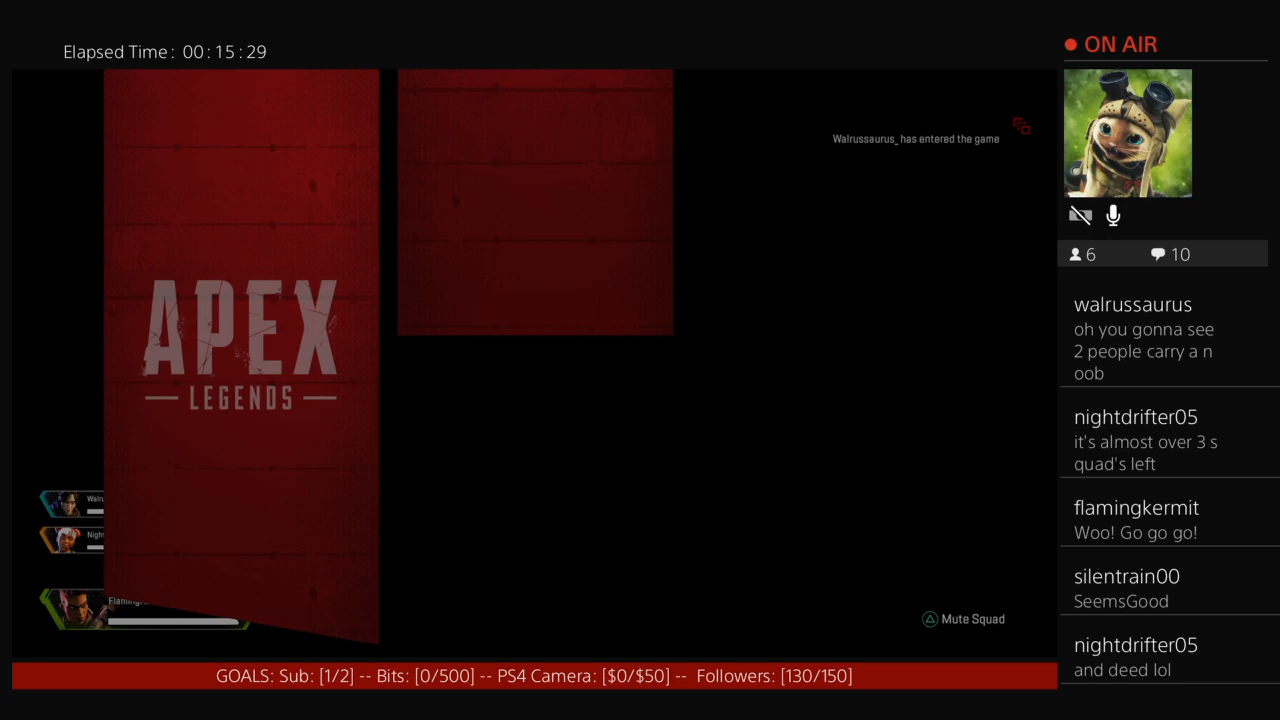 Elapsed Time: 00:15:29
ON AIR
Walrussaurus_ has entered the game
6 10
walrussaurus
oh you gonna see
2 people carry a n
oob
nightdrifter05
it's almost over 3 s
quad's left
flamingkermit
Woo! Go go go!
silentrain00
SeemsGood
nightdrifter05
and deed lol
APEX
LEGENDS
Walru
Night
Flaming
Mute Squad
GOALS: Sub: [1/2] -- Bits: [0/500] -- PS4 Camera: [$0/$50] -- Followers: [130/150]